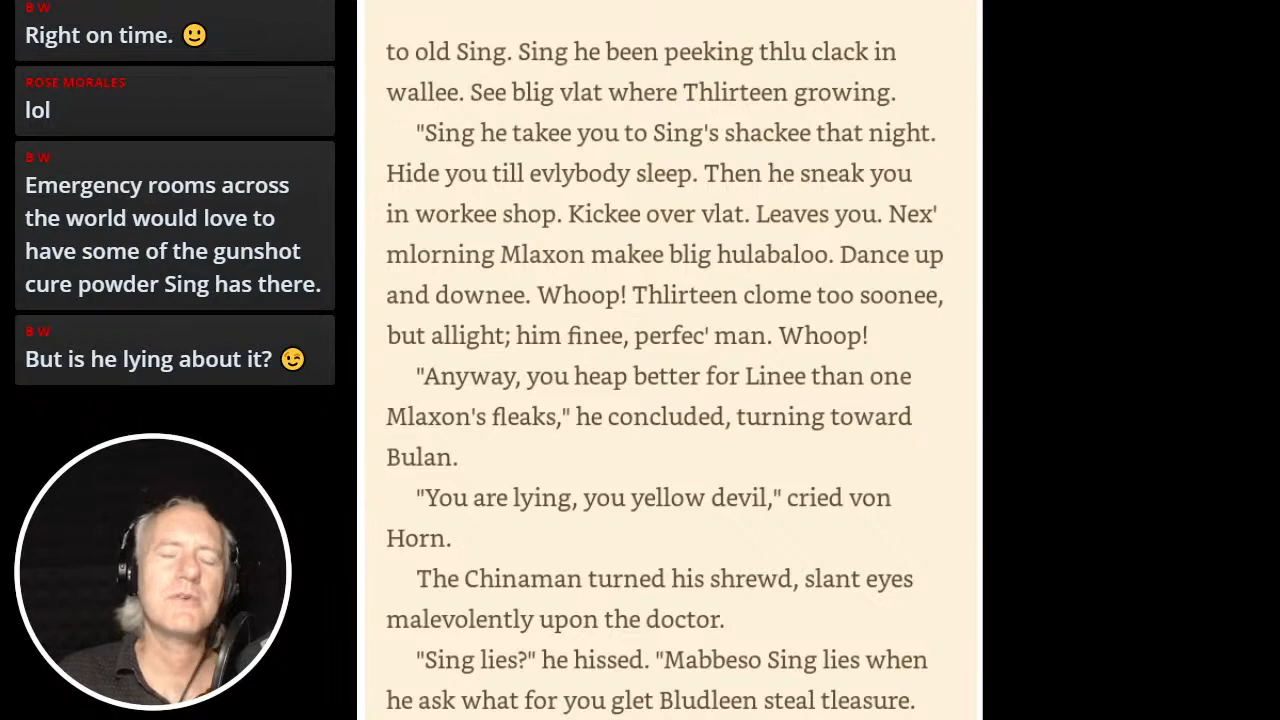 B W
Right on time. 🙂
ROSE MORALES
lol
B W
Emergency rooms across
the world would love to
have some of the gunshot
cure powder Sing has there.
B W
But is he lying about it? 😉
to old Sing. Sing he been peeking thlu clack in
wallee. See blig vlat where Thlirteen growing.
"Sing he takee you to Sing's shackee that night.
Hide you till evlybody sleep. Then he sneak you
in workee shop. Kickee over vlat. Leaves you. Nex'
mlorning Mlaxon makee blig hulabaloo. Dance up
and downee. Whoop! Thlirteen clome too soonee,
but allight; him finee, perfec' man. Whoop!
"Anyway, you heap better for Linee than one
Mlaxon's fleaks," he concluded, turning toward
Bulan.
"You are lying, you yellow devil," cried von
Horn.
The Chinaman turned his shrewd, slant eyes
malevolently upon the doctor.
"Sing lies?" he hissed. "Mabbeso Sing lies when
he ask what for you glet Bludleen steal tleasure.